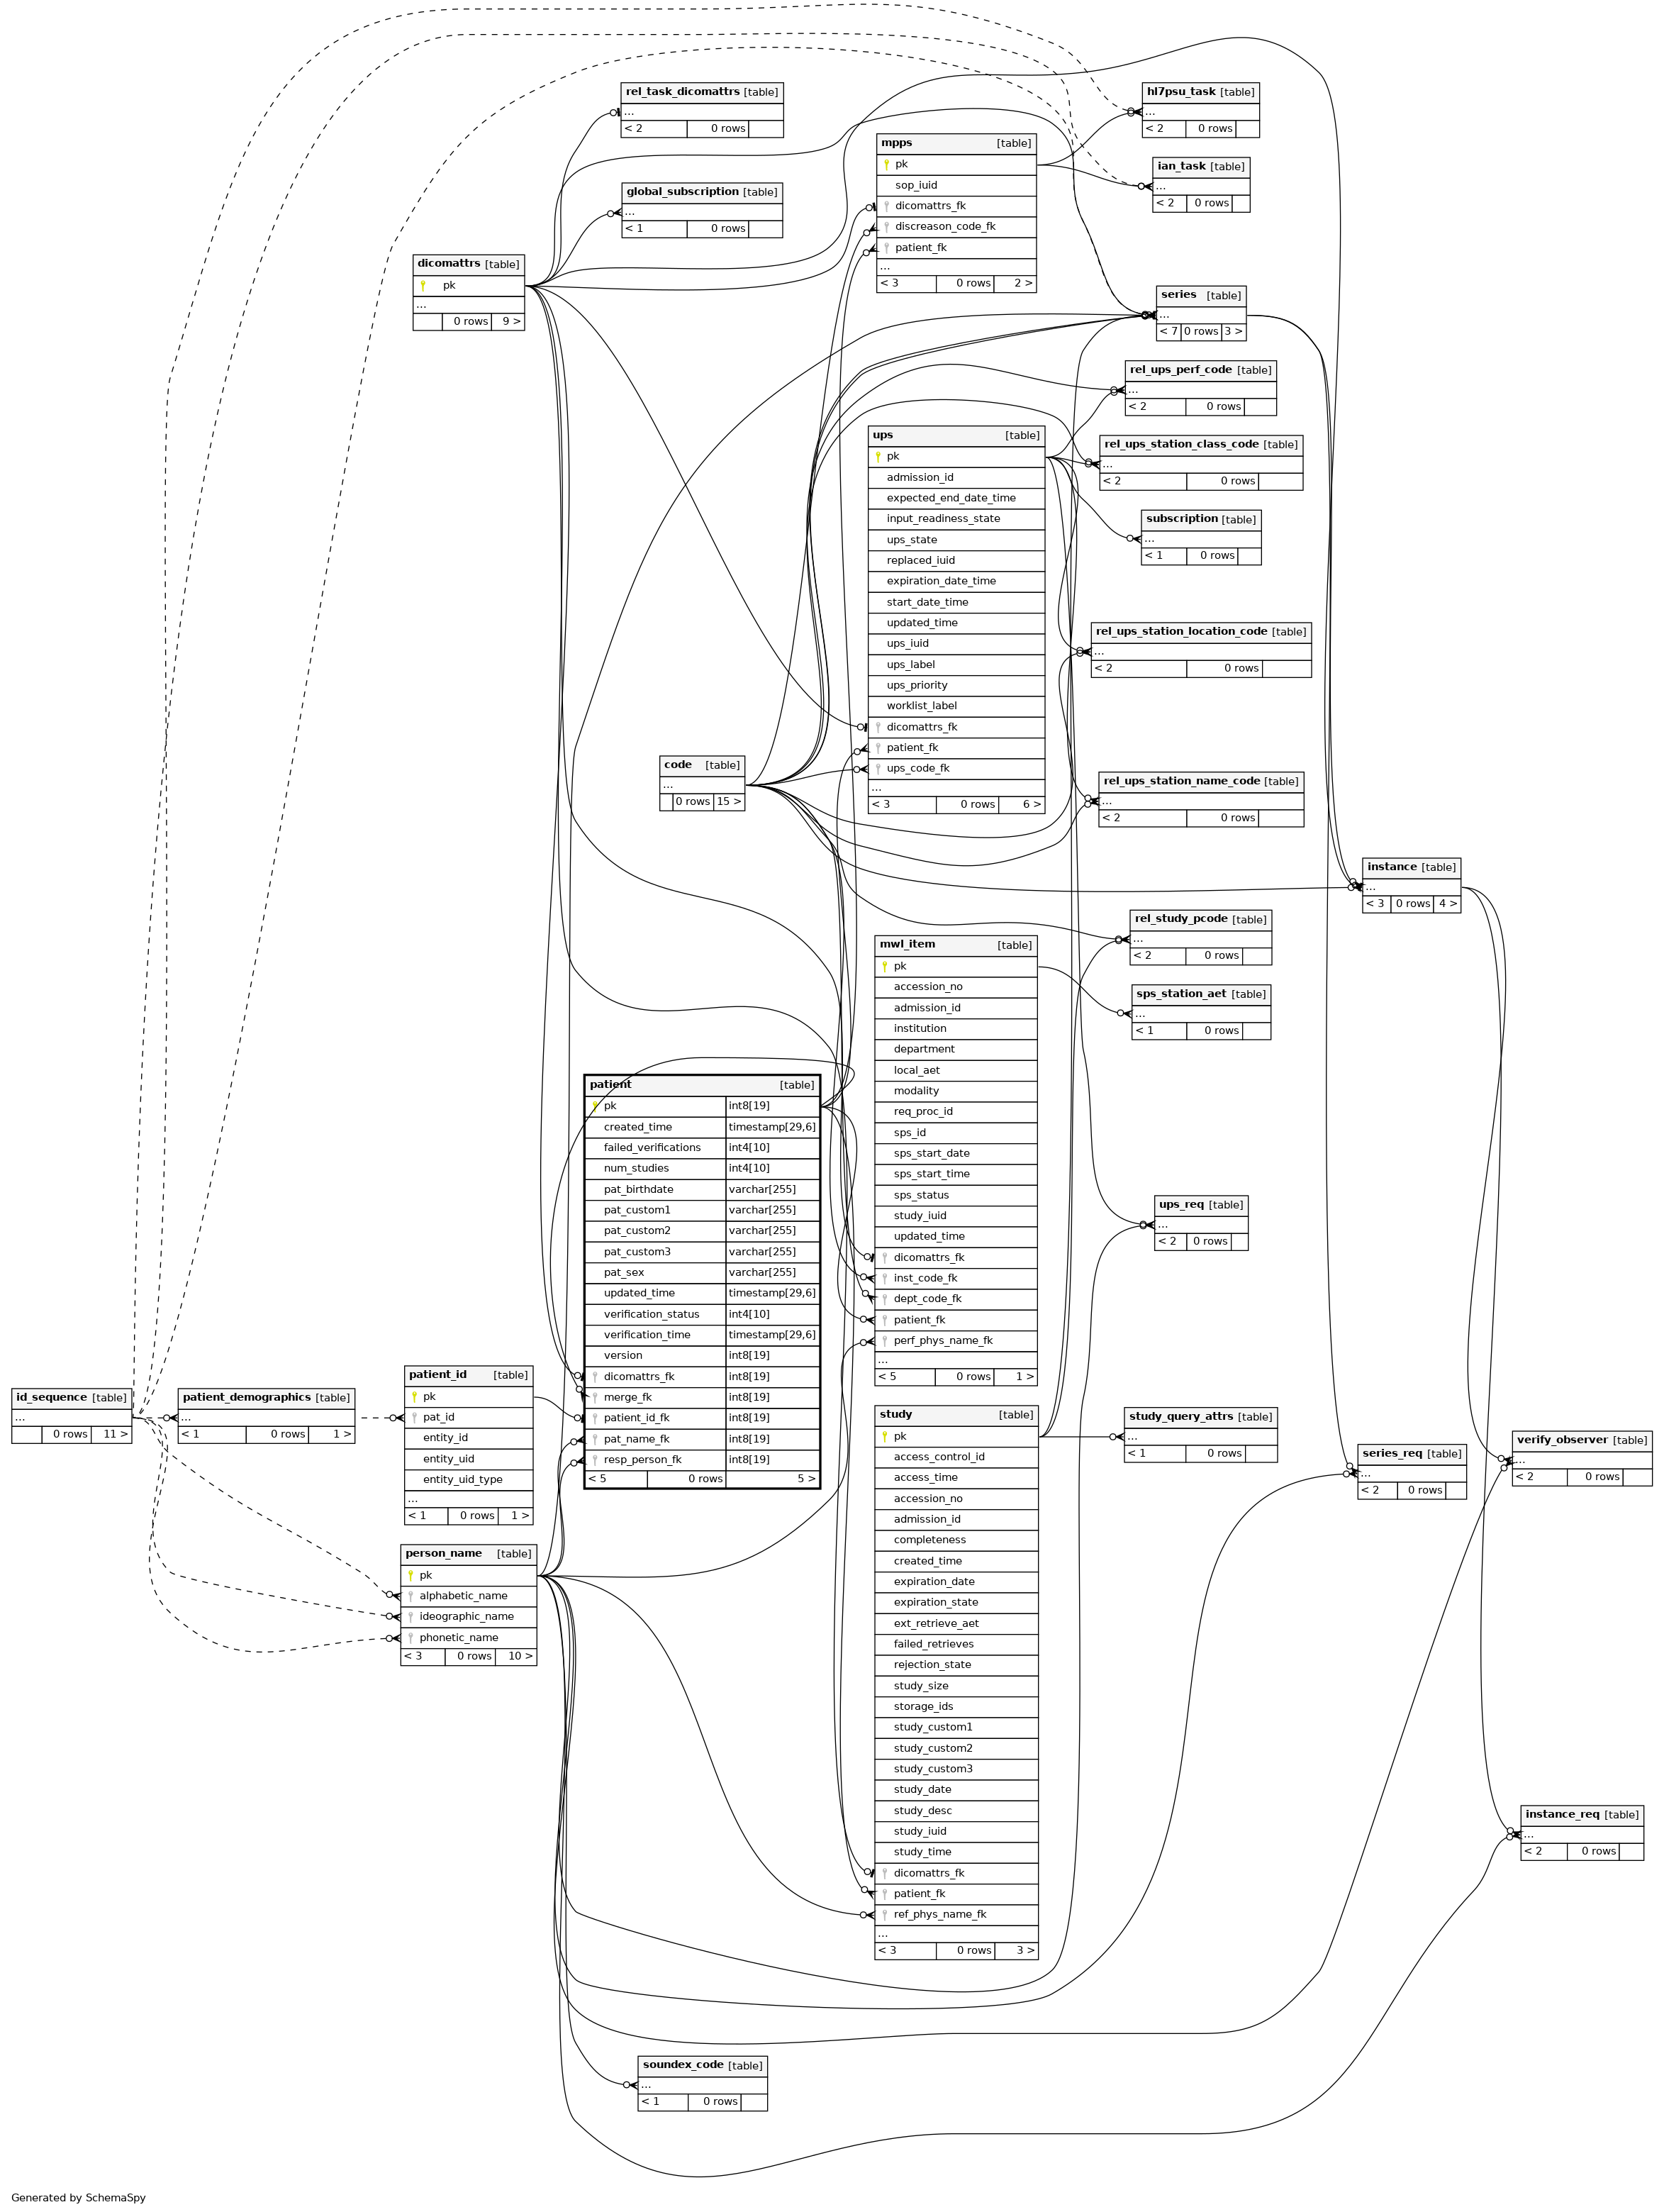 rel_task_dicomattrs [table]
...
< 2 0 rows
hl7psu_task [table]
...
< 2 0 rows
mpps [table]
pk
sop_iuid
dicomattrs_fk
discreason_code_fk
patient_fk
...
< 3 0 rows 2 >
ian_task [table]
...
< 2 0 rows
global_subscription [table]
...
< 1 0 rows
dicomattrs [table]
pk
...
0 rows 9 >
series [table]
...
< 7 0 rows 3 >
rel_ups_perf_code [table]
...
< 2 0 rows
ups [table]
pk
admission_id
expected_end_date_time
input_readiness_state
ups_state
replaced_iuid
expiration_date_time
start_date_time
updated_time
ups_iuid
ups_label
ups_priority
worklist_label
dicomattrs_fk
patient_fk
ups_code_fk
...
< 3 0 rows 6 >
rel_ups_station_class_code [table]
...
< 2 0 rows
subscription [table]
...
< 1 0 rows
rel_ups_station_location_code [table]
...
< 2 0 rows
code [table]
...
0 rows 15 >
rel_ups_station_name_code [table]
...
< 2 0 rows
instance [table]
...
< 3 0 rows 4 >
rel_study_pcode [table]
...
< 2 0 rows
mwl_item [table]
pk
accession_no
admission_id
institution
department
local_aet
modality
req_proc_id
sps_id
sps_start_date
sps_start_time
sps_status
study_iuid
updated_time
dicomattrs_fk
inst_code_fk
dept_code_fk
patient_fk
perf_phys_name_fk
...
< 5 0 rows 1 >
sps_station_aet [table]
...
< 1 0 rows
patient [table]
pk int8[19]
created_time timestamp[29,6]
failed_verifications int4[10]
num_studies int4[10]
pat_birthdate varchar[255]
pat_custom1 varchar[255]
pat_custom2 varchar[255]
pat_custom3 varchar[255]
pat_sex varchar[255]
updated_time timestamp[29,6]
verification_status int4[10]
verification_time timestamp[29,6]
version int8[19]
dicomattrs_fk int8[19]
merge_fk int8[19]
patient_id_fk int8[19]
pat_name_fk int8[19]
resp_person_fk int8[19]
< 5 0 rows 5 >
ups_req [table]
...
< 2 0 rows
id_sequence [table]
...
0 rows 11 >
patient_demographics [table]
...
< 1 0 rows 1 >
patient_id [table]
pk
pat_id
entity_id
entity_uid
entity_uid_type
...
< 1 0 rows 1 >
study [table]
pk
access_control_id
access_time
accession_no
admission_id
completeness
created_time
expiration_date
expiration_state
ext_retrieve_aet
failed_retrieves
rejection_state
study_size
storage_ids
study_custom1
study_custom2
study_custom3
study_date
study_desc
study_iuid
study_time
dicomattrs_fk
patient_fk
ref_phys_name_fk
...
< 3 0 rows 3 >
study_query_attrs [table]
...
< 1 0 rows
series_req [table]
...
< 2 0 rows
verify_observer [table]
...
< 2 0 rows
person_name [table]
pk
alphabetic_name
ideographic_name
phonetic_name
< 3 0 rows 10 >
instance_req [table]
...
< 2 0 rows
soundex_code [table]
...
< 1 0 rows
Generated by SchemaSpy